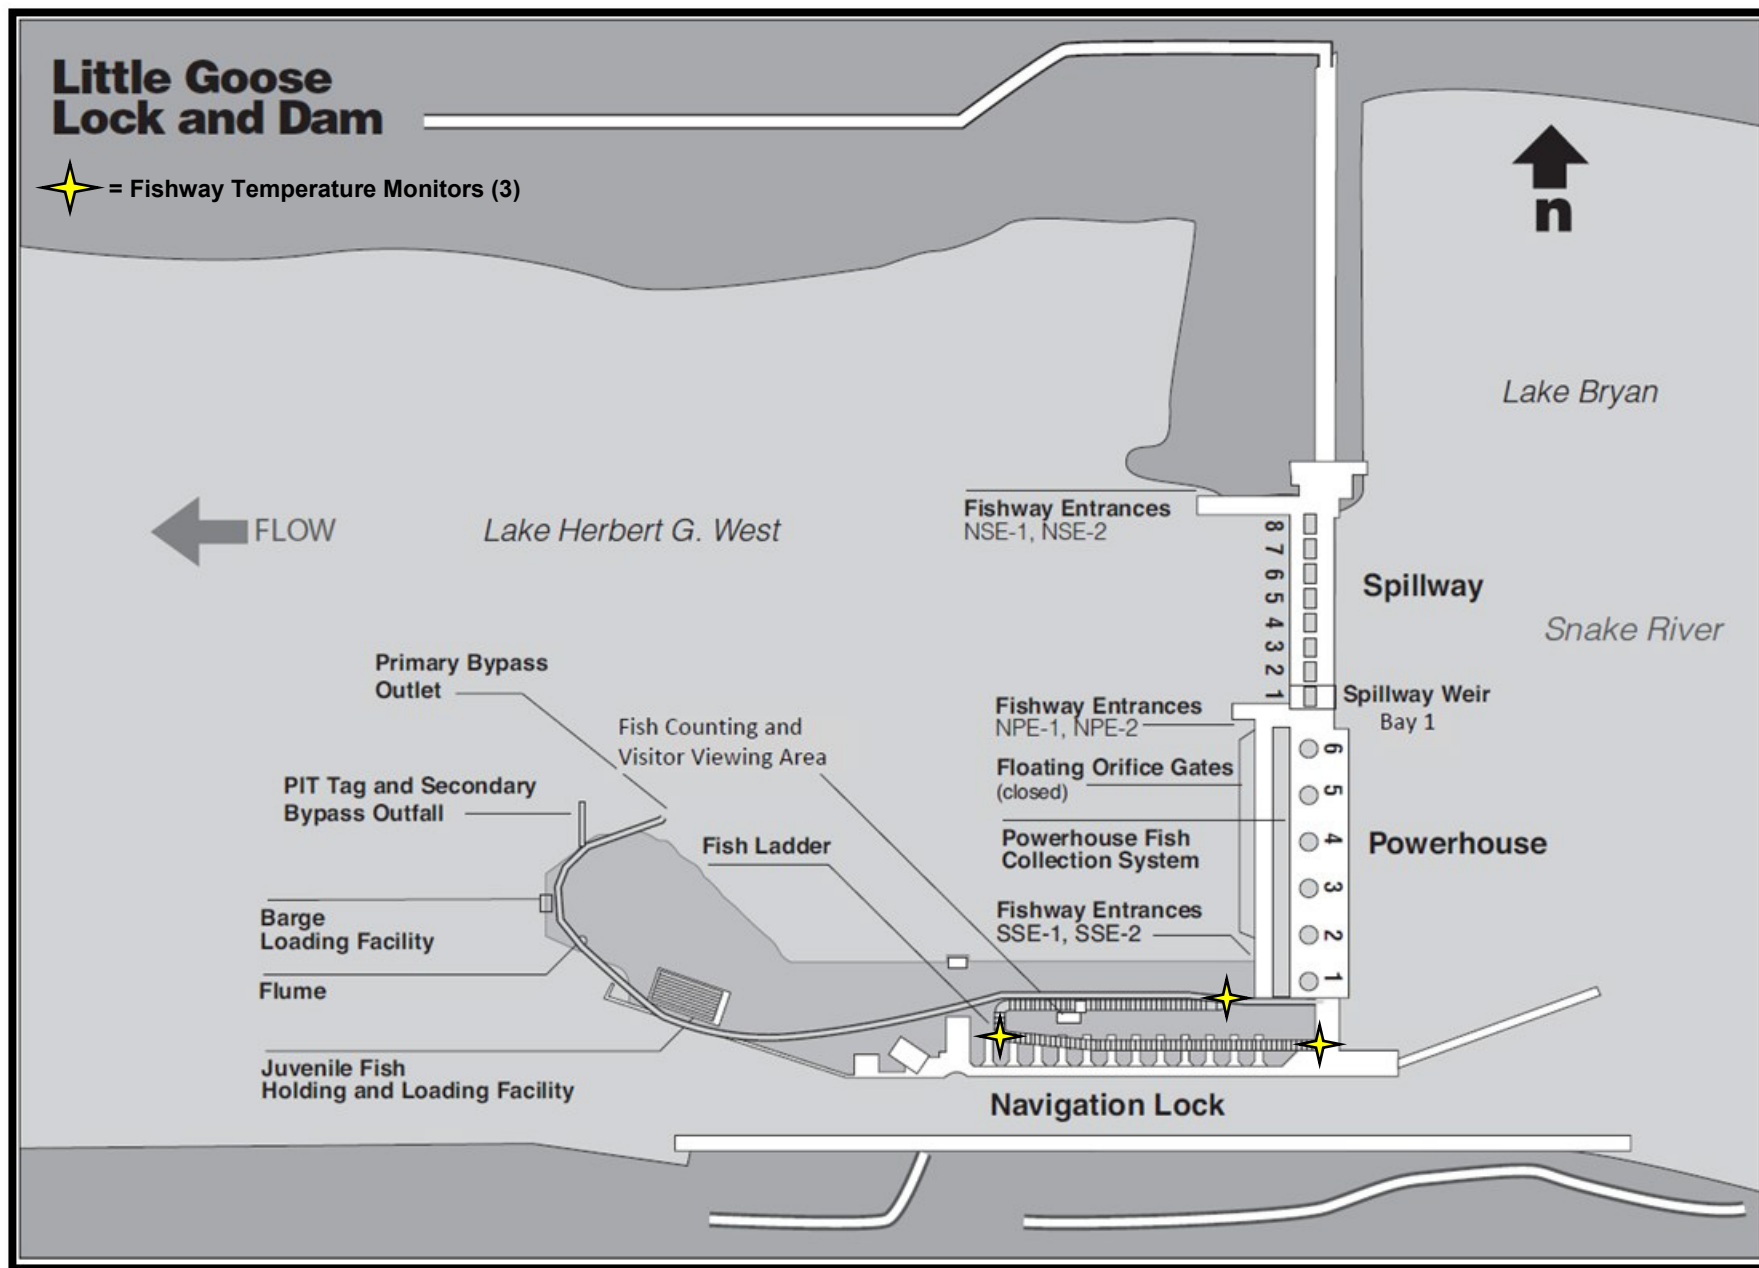 Little Goose
Lock and Dam
= Fishway Temperature Monitors (3)
n
Lake Bryan
Fishway Entrances
NSE-1, NSE-2
FLOW
Lake Herbert G. West
8
7
6
5
4
3
2
1
Spillway
Snake River
Primary Bypass
Outlet
Spillway Weir
Bay 1
Fishway Entrances
NPE-1, NPE-2
Fish Counting and
Visitor Viewing Area
Floating Orifice Gates
(closed)
PIT Tag and Secondary
Bypass Outfall
6
5
4
3
2
1
Powerhouse Fish
Collection System
Powerhouse
Fish Ladder
Fishway Entrances
SSE-1, SSE-2
Barge
Loading Facility
Flume
Juvenile Fish
Holding and Loading Facility
Navigation Lock